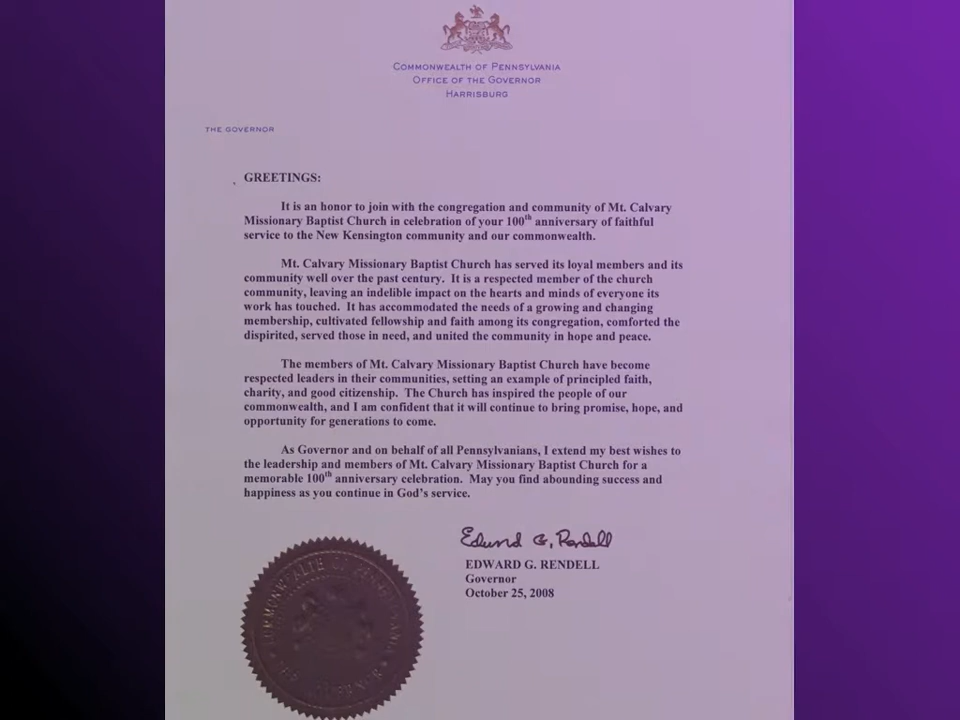 COMMONWEALTH OF PENNSYLVANIA
OFFICE OF THE GOVERNOR
HARRISBURG
THE GOVERNOR
GREETINGS:
It is an honor to join with the congregation and community of Mt. Calvary
Missionary Baptist Church in celebration of your 100th anniversary of faithful
service to the New Kensington community and our commonwealth.
Mt. Calvary Missionary Baptist Church has served its loyal members and its
community well over the past century. It is a respected member of the church
community, leaving an indelible impact on the hearts and minds of everyone its
work has touched. It has accommodated the needs of a growing and changing
membership, cultivated fellowship and faith among its congregation, comforted the
dispirited, served those in need, and united the community in hope and peace.
The members of Mt. Calvary Missionary Baptist Church have become
respected leaders in their communities, setting an example of principled faith,
charity, and good citizenship. The Church has inspired the people of our
commonwealth, and I am confident that it will continue to bring promise, hope, and
opportunity for generations to come.
As Governor and on behalf of all Pennsylvanians, I extend my best wishes to
the leadership and members of Mt. Calvary Missionary Baptist Church for a
memorable 100th anniversary celebration. May you find abounding success and
happiness as you continue in God's service.
Edward G. Rendell
EDWARD G. RENDELL
Governor
October 25, 2008
COMMONWEALTH OF PENNSYLVANIA